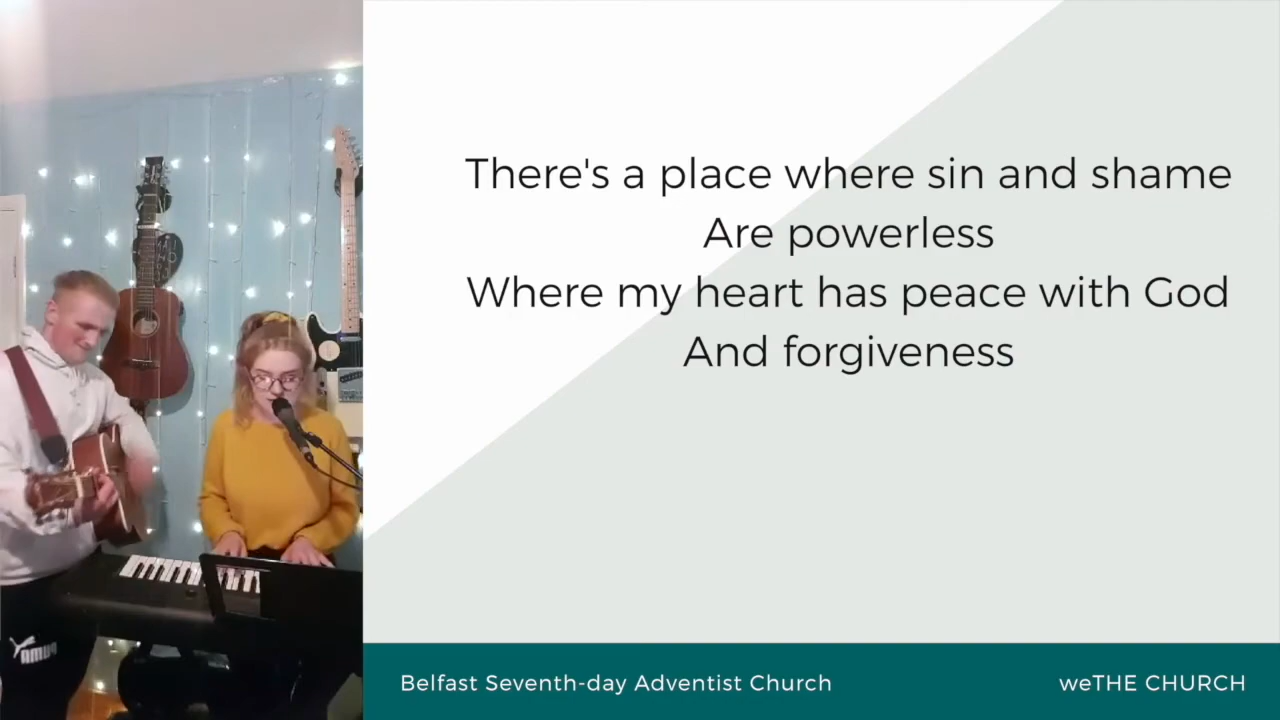 There's a place where sin and shame
Are powerless
Where my heart has peace with God
And forgiveness
Belfast Seventh-day Adventist Church
weTHE CHURCH
PUMA